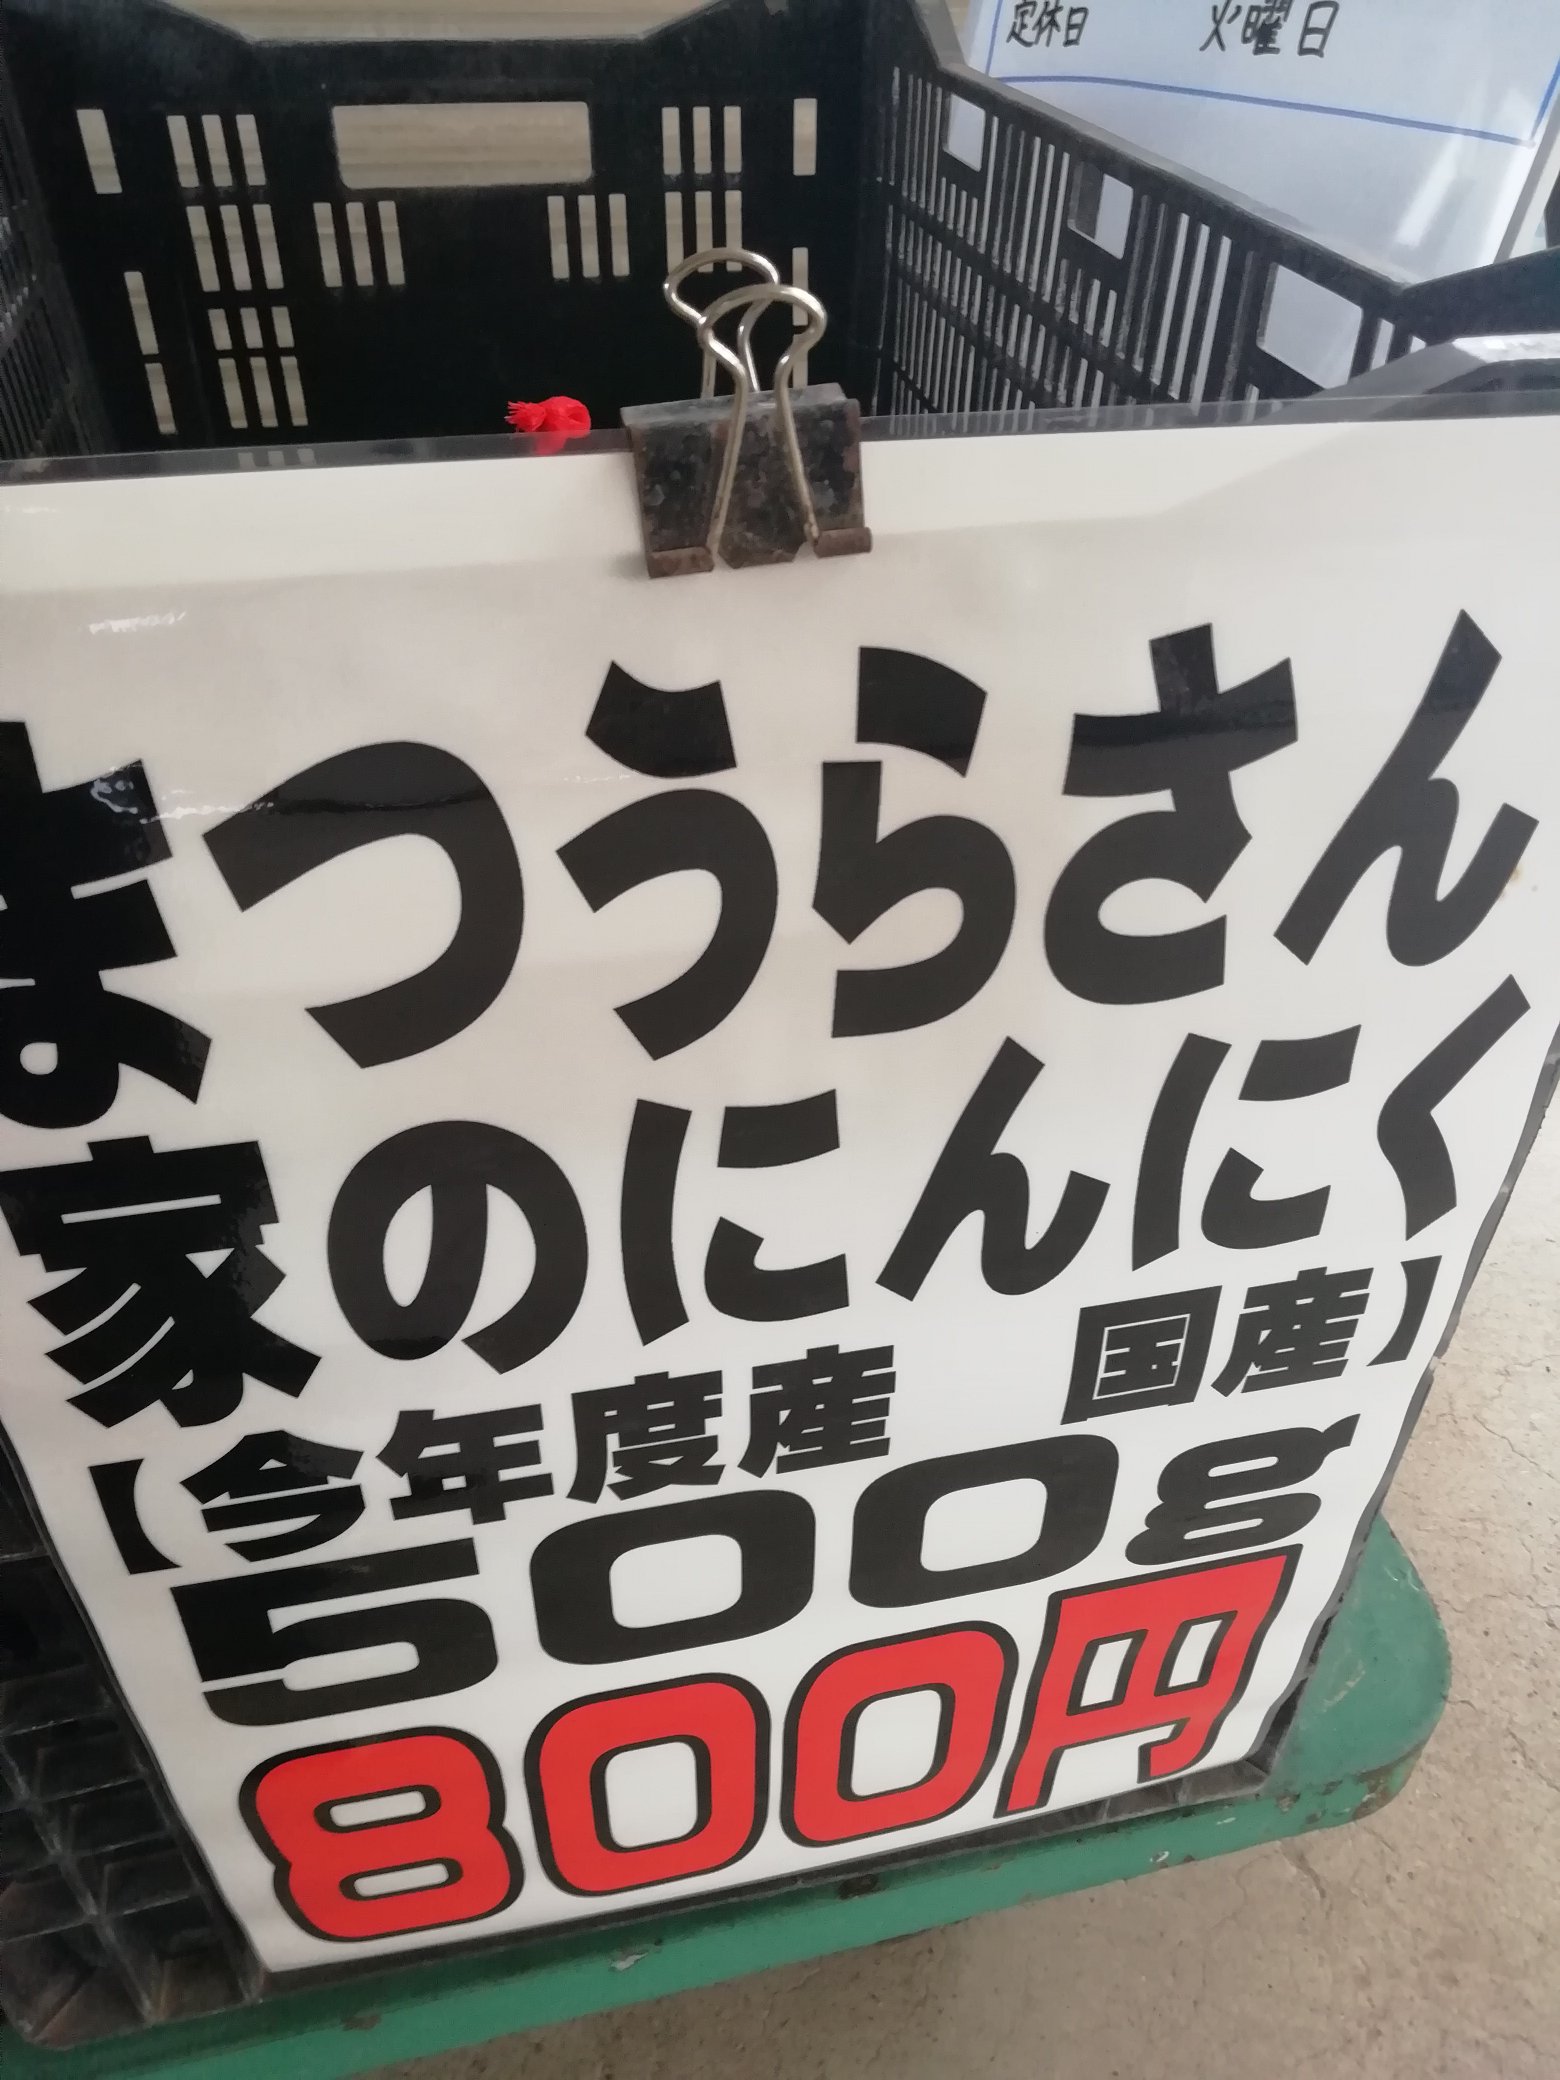 定休日 火曜日
まつうらさん
家のにんにく
【今年度産 国産】
500g
800円